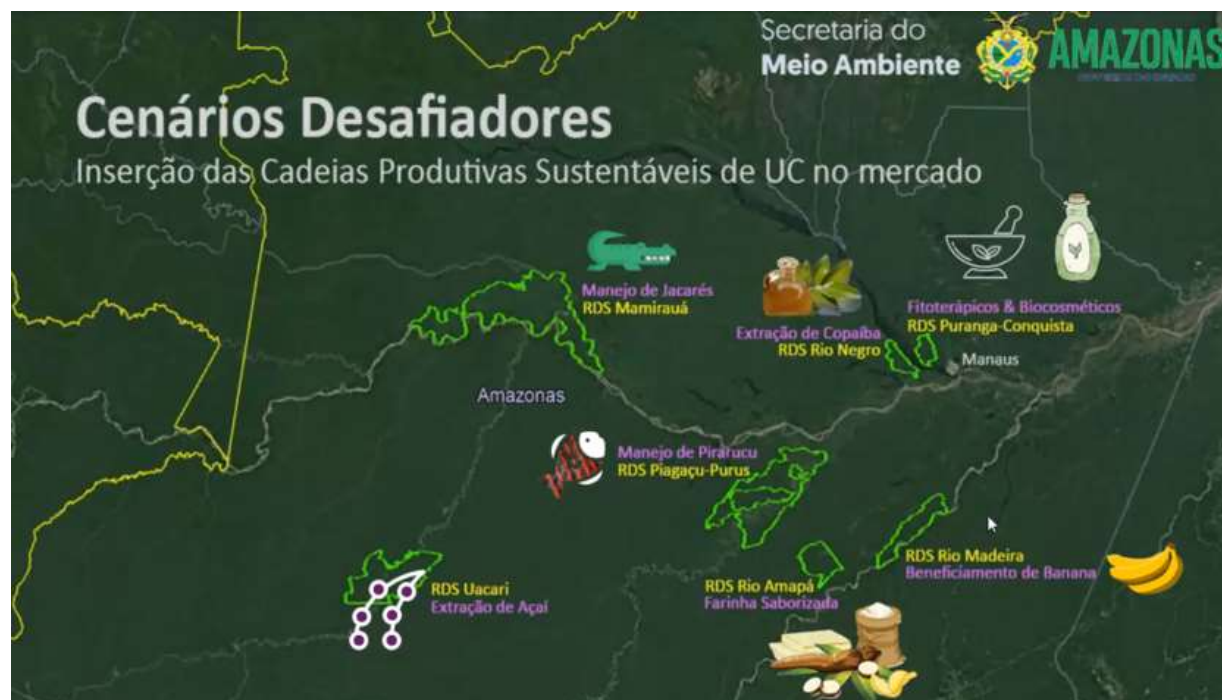 Secretaria do
Meio Ambiente
AMAZONAS
Cenários Desafiadores
Inserção das Cadeias Produtivas Sustentáveis de UC no mercado
Manejo de Jacarés
RDS Mamirauá
Extração de Copaíba
RDS Rio Negro
Fitoterápicos & Biocosméticos
RDS Puranga-Conquista
Manaus
Amazonas
Manejo de Pirarucu
RDS Piagaçu-Purus
RDS Uacari
Extração de Açaí
RDS Rio Amapá
Farinha Saborizada
RDS Rio Madeira
Beneficiamento de Banana